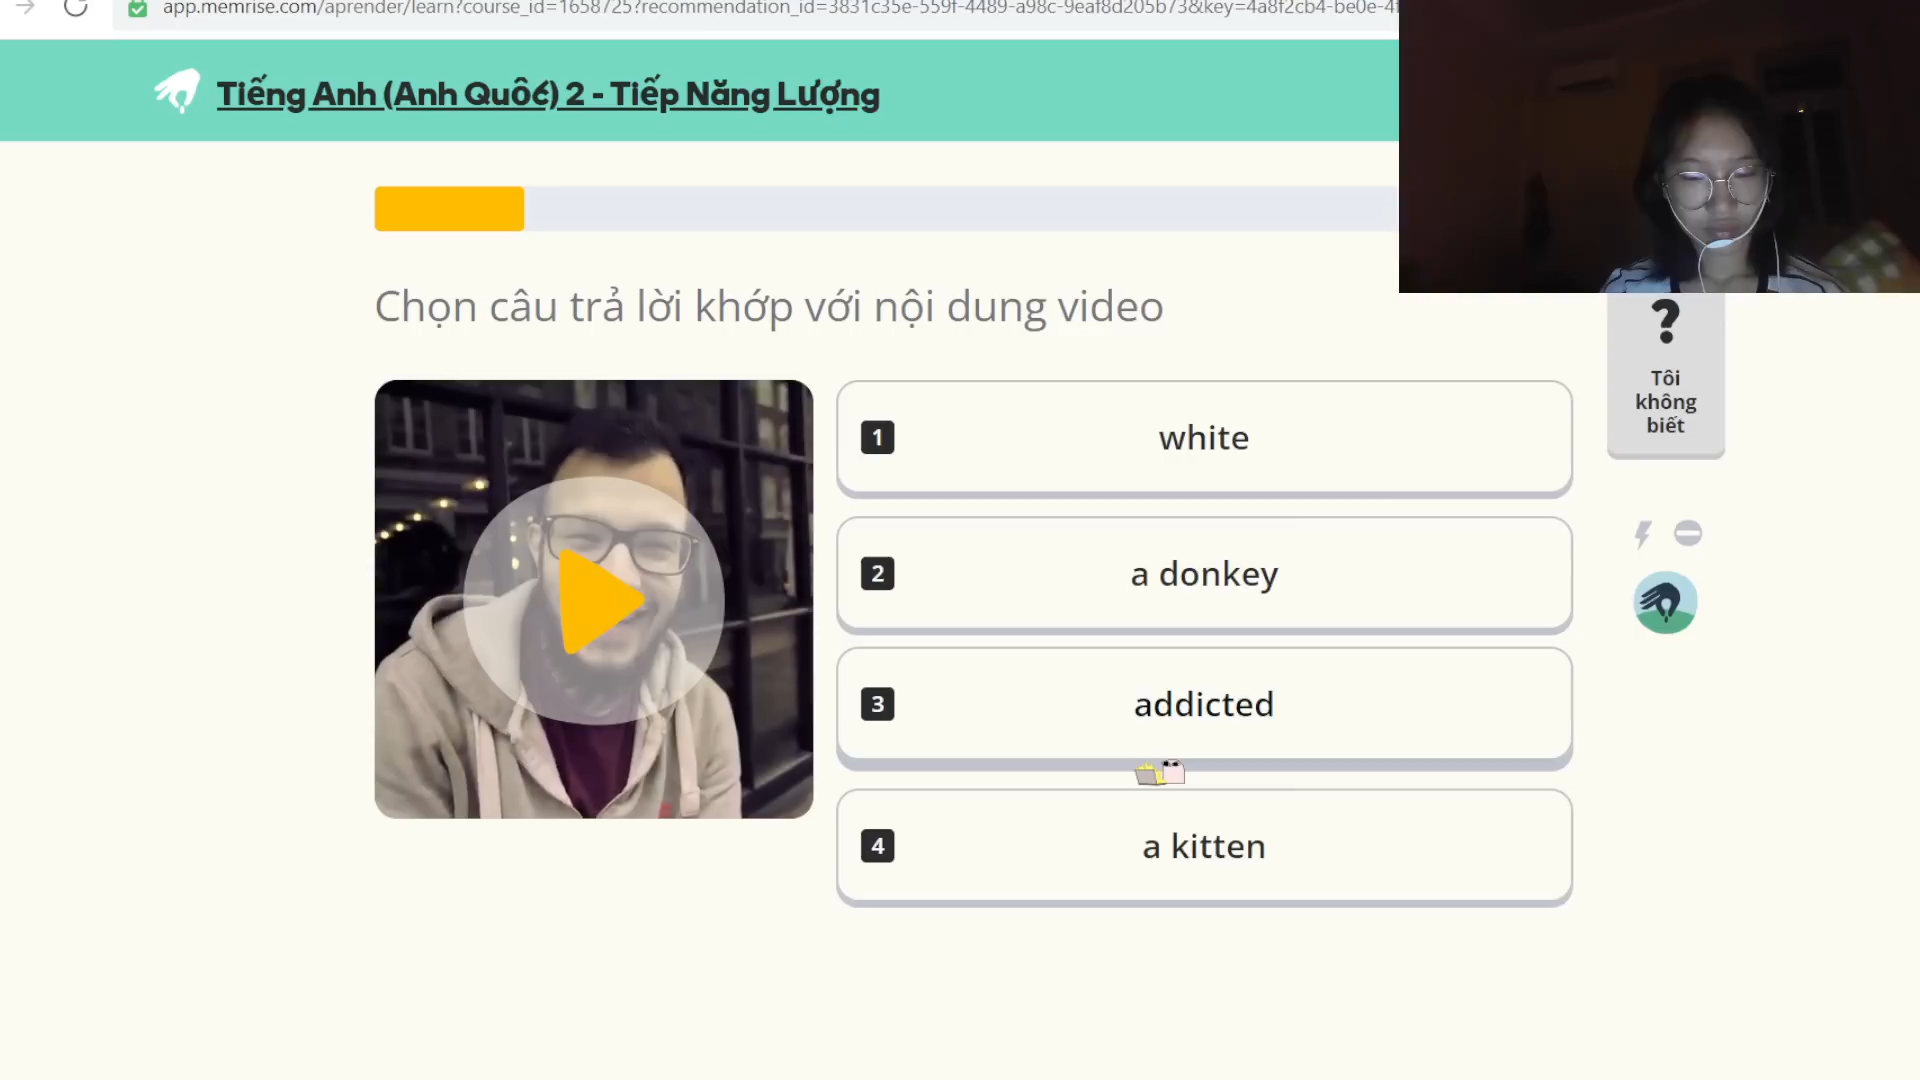 app.memrise.com/aprender/learn?course_id=1658725?recommendation_id=3831c35e-559f-4489-a98c-9eaf8d205b73&key=4a8f2cb4-be0e-4f
Tiếng Anh (Anh Quốc) 2 - Tiếp Năng Lượng
Chọn câu trả lời khớp với nội dung video
?
Tôi
không
biết
1 white
2 a donkey
3 addicted
4 a kitten